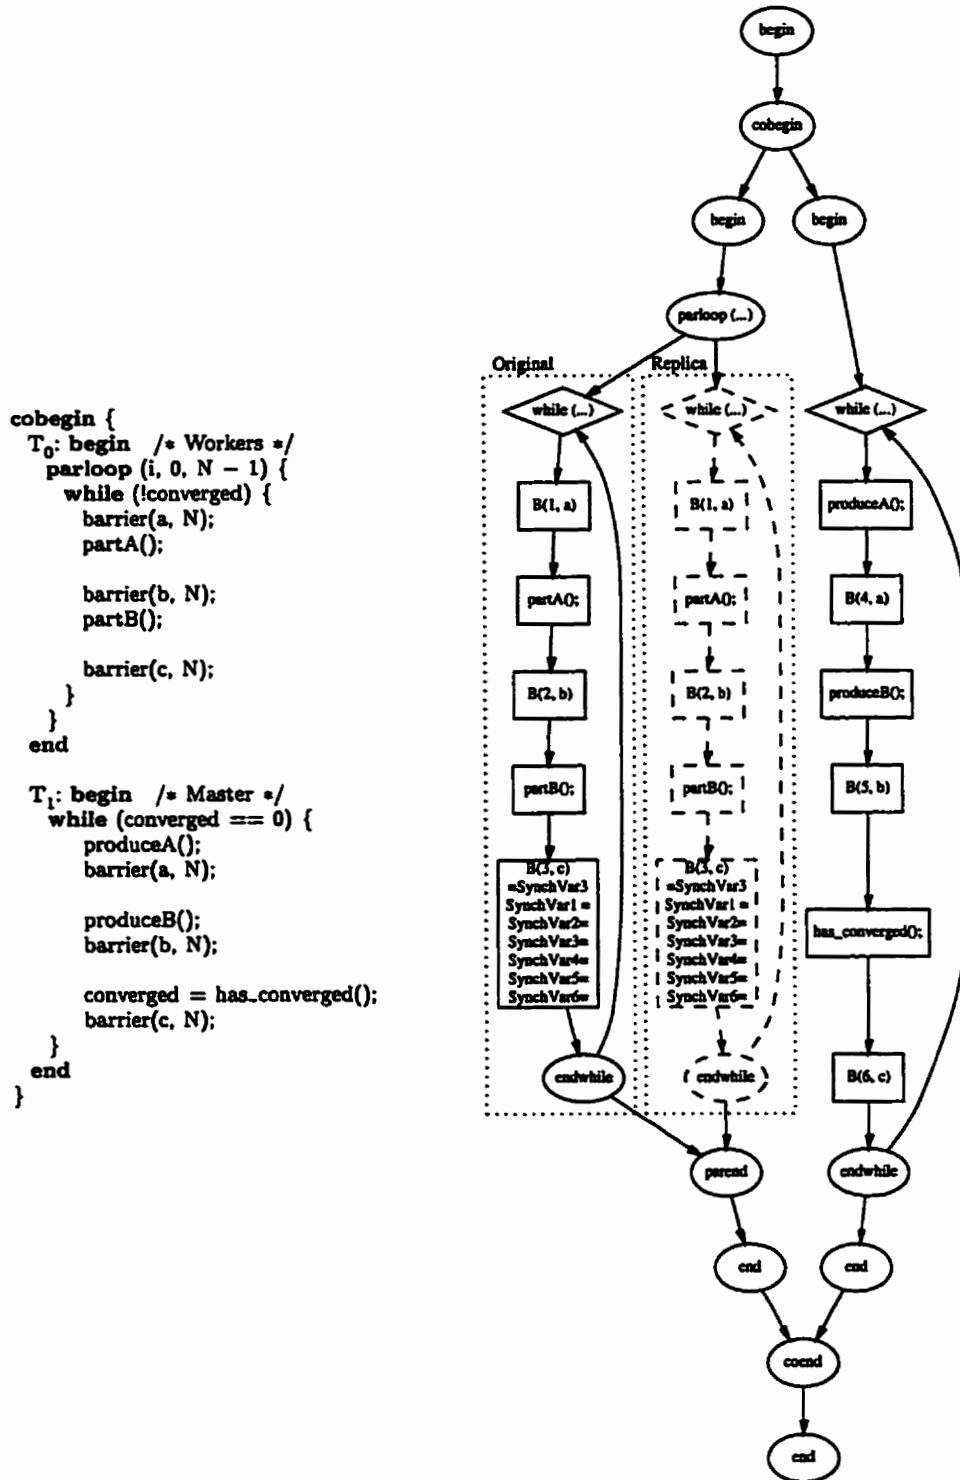 cobegin {
T0: begin /* Workers */
parloop (i, 0, N − 1) {
while (!converged) {
barrier(a, N);
partA();
barrier(b, N);
partB();
barrier(c, N);
}
}
end
T1: begin /* Master */
while (converged == 0) {
produceA();
barrier(a, N);
produceB();
barrier(b, N);
converged = has_converged();
barrier(c, N);
}
end
}
begin
cobegin
begin
begin
parloop (...)
Original
Replica
while (...)
while (...)
while (...)
B(1, a)
B(1, a)
produceA();
partA();
partA();
B(4, a)
B(2, b)
B(2, b)
produceB();
partB();
partB();
B(5, b)
B(3, c)
=SynchVar3
SynchVar1 =
SynchVar2=
SynchVar3=
SynchVar4=
SynchVar5=
SynchVar6=
B(3, c)
=SynchVar3
SynchVar1 =
SynchVar2=
SynchVar3=
SynchVar4=
SynchVar5=
SynchVar6=
has_converged();
endwhile
endwhile
B(6, c)
parend
endwhile
end
end
coend
end